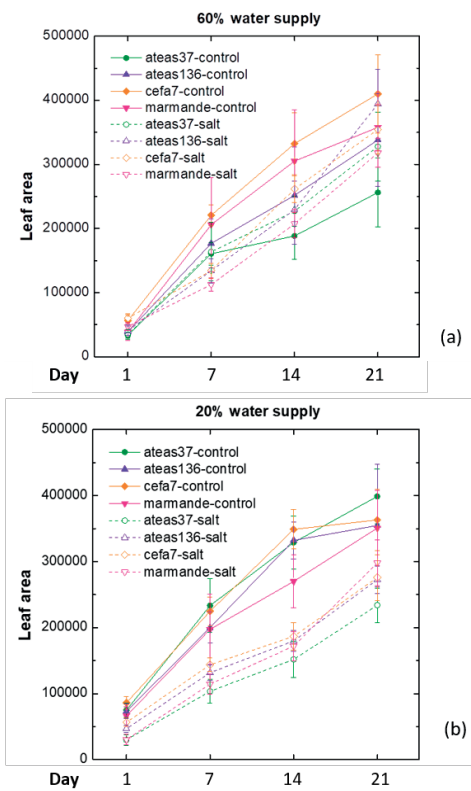 60% water supply
500000
400000
300000
200000
100000
0
Leaf area
ateas37-control
ateas136-control
cefa7-control
marmande-control
ateas37-salt
ateas136-salt
cefa7-salt
marmande-salt
(a)
Day 1 7 14 21
20% water supply
500000
400000
300000
200000
100000
0
Leaf area
ateas37-control
ateas136-control
cefa7-control
marmande-control
ateas37-salt
ateas136-salt
cefa7-salt
marmande-salt
(b)
Day 1 7 14 21